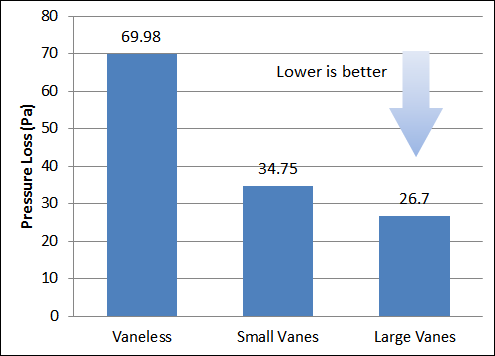 80
70
60
50
40
30
20
10
0
Pressure Loss (Pa)
69.98
34.75
26.7
Lower is better
Vaneless
Small Vanes
Large Vanes